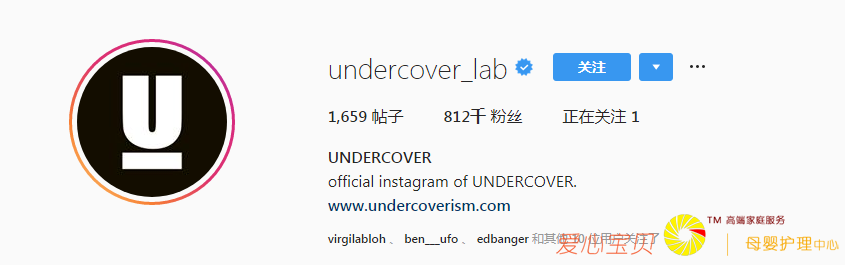 u
undercover_lab
关注
1,659 帖子 812千 粉丝 正在关注 1
UNDERCOVER
official instagram of UNDERCOVER.
www.undercoverism.com
virgilabloh 、 ben___ufo 、 edbanger 和其他 位用户关注了
爱心宝贝
TM 高端家庭服务
母婴护理中心